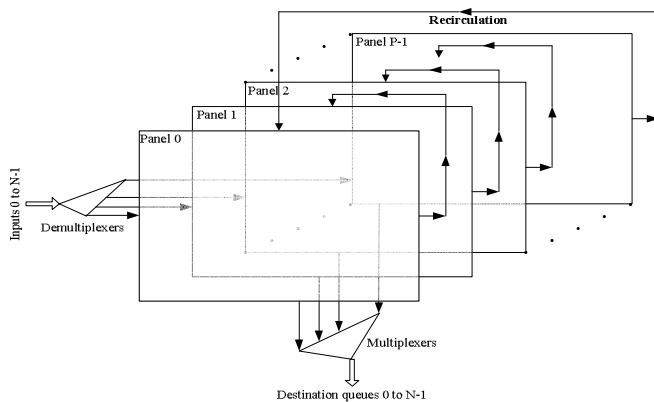 Recirculation
Panel P-1
Panel 2
Panel 1
Panel 0
Inputs 0 to N-1
Demultiplexers
Multiplexers
Destination queues 0 to N-1